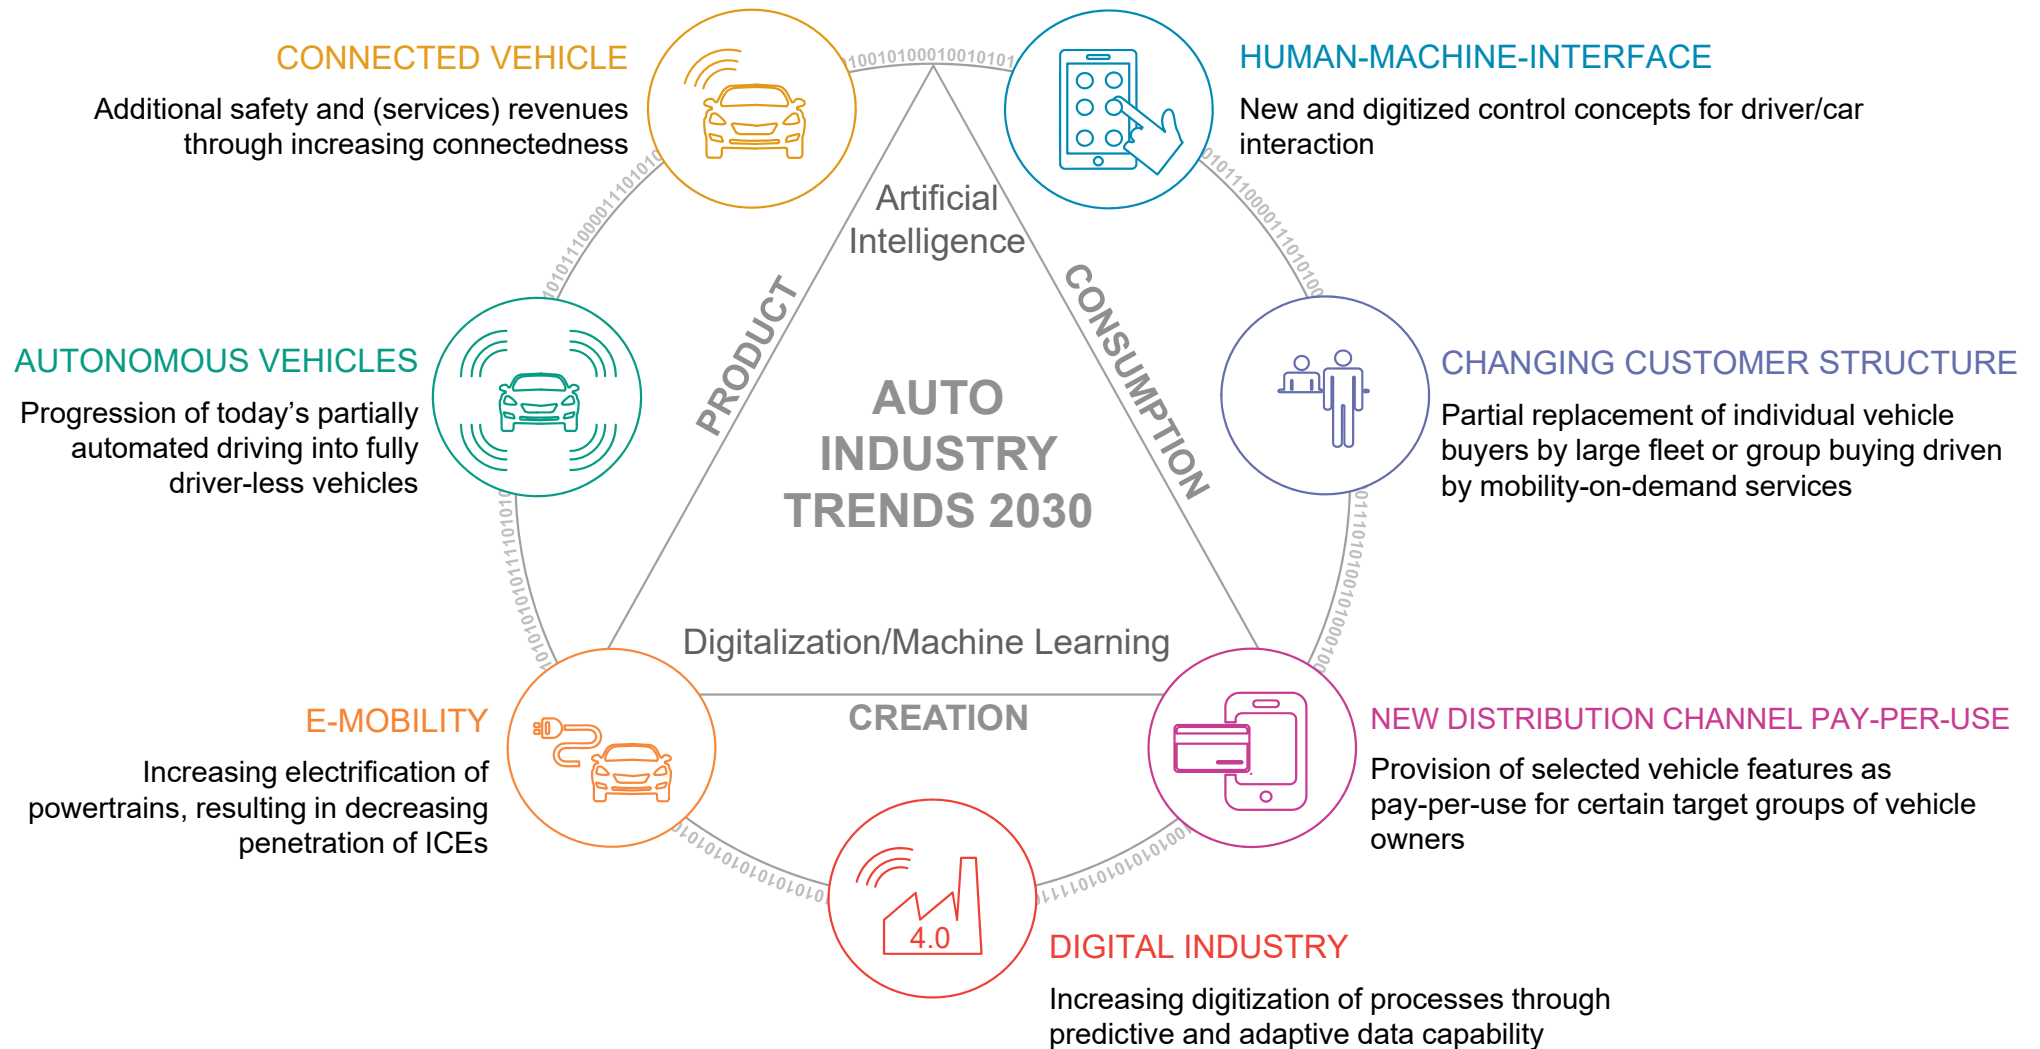 CONNECTED VEHICLE
Additional safety and (services) revenues
through increasing connectedness
HUMAN-MACHINE-INTERFACE
New and digitized control concepts for driver/car
interaction
AUTONOMOUS VEHICLES
Progression of today’s partially
automated driving into fully
driver-less vehicles
CHANGING CUSTOMER STRUCTURE
Partial replacement of individual vehicle
buyers by large fleet or group buying driven
by mobility-on-demand services
Artificial
Intelligence
PRODUCT
CONSUMPTION
AUTO
INDUSTRY
TRENDS 2030
Digitalization/Machine Learning
CREATION
E-MOBILITY
Increasing electrification of
powertrains, resulting in decreasing
penetration of ICEs
NEW DISTRIBUTION CHANNEL PAY-PER-USE
Provision of selected vehicle features as
pay-per-use for certain target groups of vehicle
owners
4.0
DIGITAL INDUSTRY
Increasing digitization of processes through
predictive and adaptive data capability